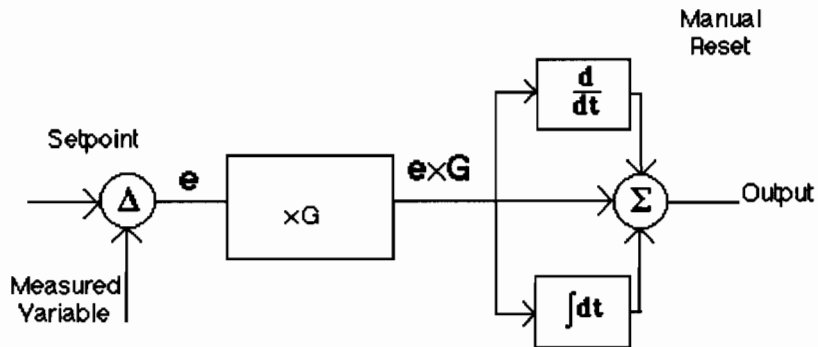 Manual
Reset
d
dt
Setpoint
e
e×G
Δ
×G
Σ
Output
Measured
Variable
∫dt